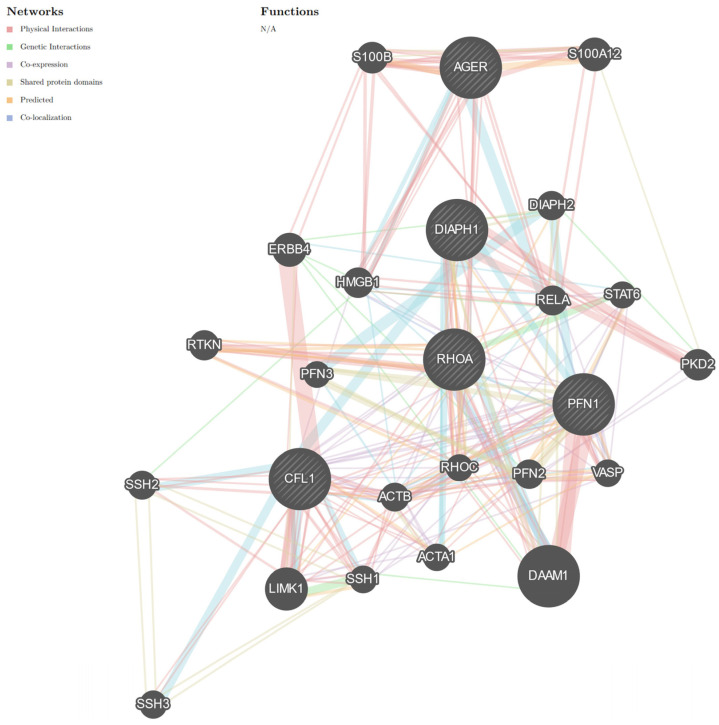 Networks
Functions
Physical Interactions
N/A
Genetic Interactions
Co-expression
Shared protein domains
Predicted
Co-localization
S100B
AGER
S100A12
DIAPH2
DIAPH1
ERBB4
HMGB1
RELA
STAT6
RTKN
PFN3
RHOA
PKD2
PFN1
RHOC
PFN2
VASP
SSH2
CFL1
ACTB
ACTA1
LIMK1
SSH1
DAAM1
SSH3